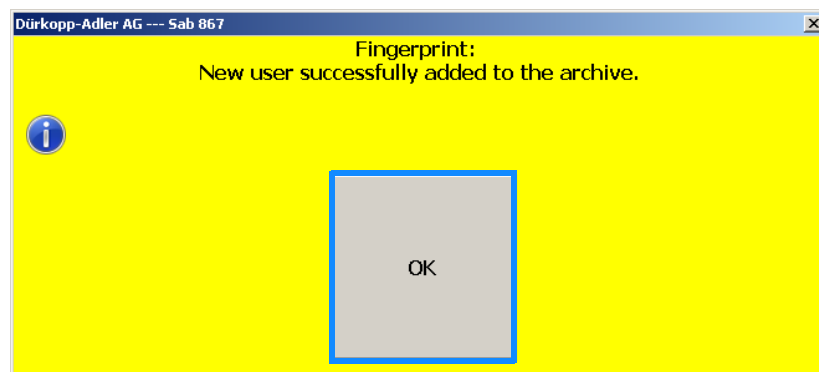 Dürkopp-Adler AG --- Sab 867
Fingerprint:
New user successfully added to the archive.
OK